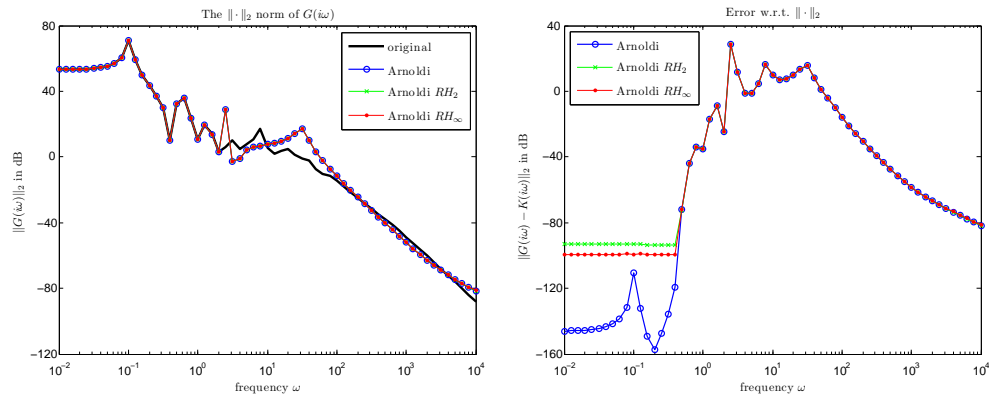 The ∥·∥₂ norm of G(iω)
80
40
0
−40
−80
−120
10⁻² 10⁻¹ 10⁰ 10¹ 10² 10³ 10⁴
frequency ω
∥G(iω)∥₂ in dB
original
Arnoldi
Arnoldi RH₂
Arnoldi RH∞
Error w.r.t. ∥·∥₂
40
0
−40
−80
−120
−160
10⁻² 10⁻¹ 10⁰ 10¹ 10² 10³ 10⁴
frequency ω
∥G(iω) − K(iω)∥₂ in dB
Arnoldi
Arnoldi RH₂
Arnoldi RH∞